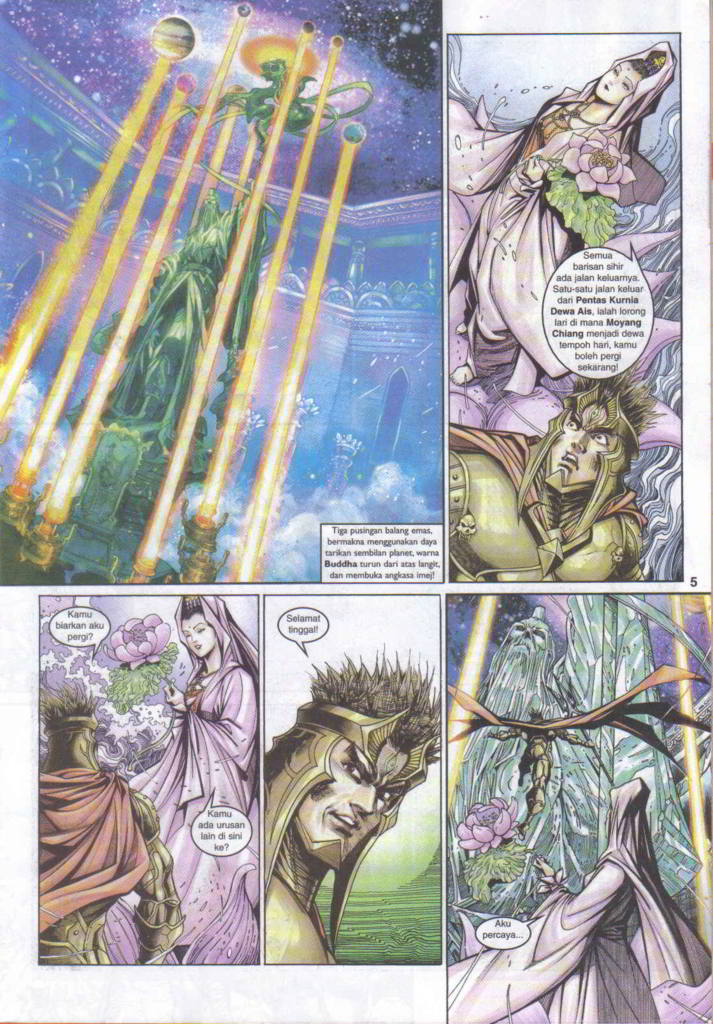 Tiga pusingan balang emas,
bermakna menggunakan daya
tarikan sembilan planet, warna
Buddha turun dari atas langit,
dan membuka angkasa imej!
Semua
barisan sihir
ada jalan keluarnya.
Satu-satu jalan keluar
dari Pentas Kurnia
Dewa Ais, ialah lorong
lari di mana Moyang
Chiang menjadi dewa
tempoh hari, kamu
boleh pergi
sekarang!
5
Kamu
biarkan aku
pergi?
Kamu
ada urusan
lain di sini
ke?
Selamat
tinggal!
Aku
percaya...